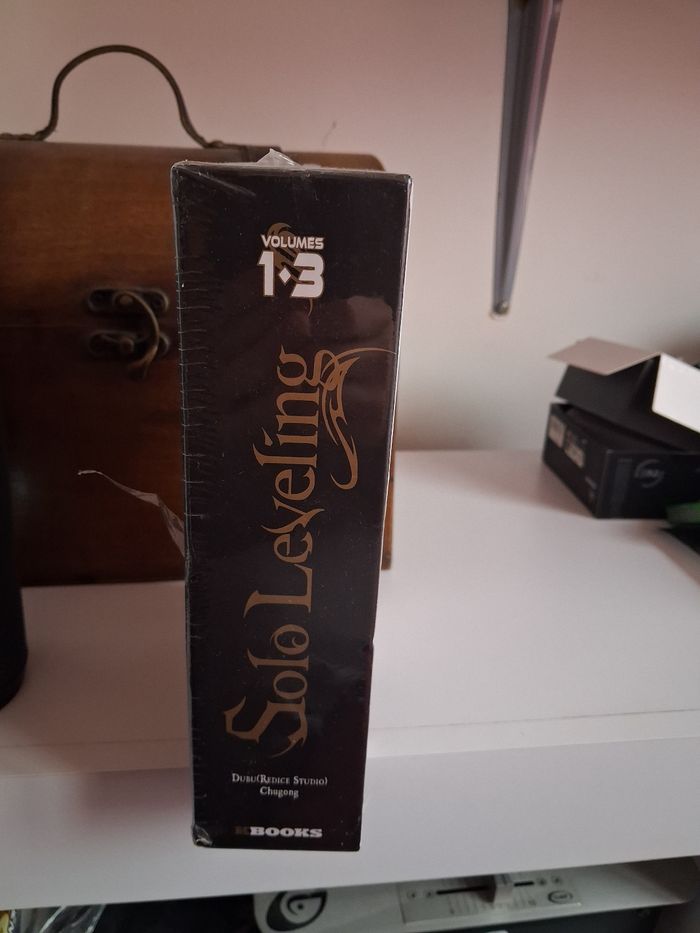 VOLUMES
1·3
Solo Leveling
DUBU(REDICE STUDIO)
Chugong
KBOOKS